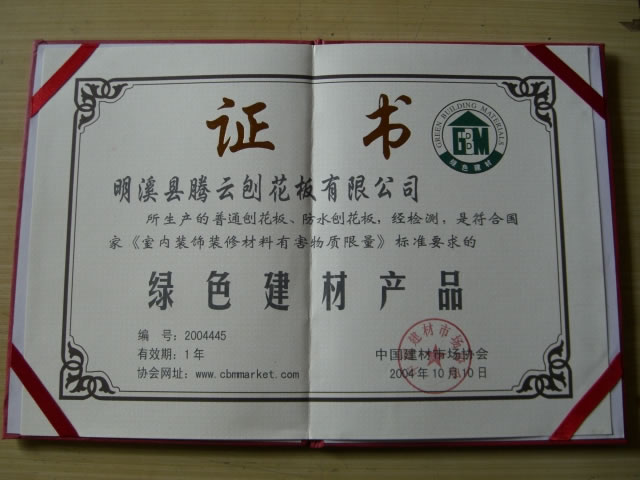 证书
GREEN BUILDING MATERIALS
GBM
绿色建材
明溪县腾云刨花板有限公司
所生产的普通刨花板、防水刨花板,经检测,是符合国
家《室内装饰装修材料有害物质限量》标准要求的
绿色建材产品
编 号:2004445
有效期:1年
协会网址:www.cbmmarket.com
中国建材市场协会
2004年10月10日